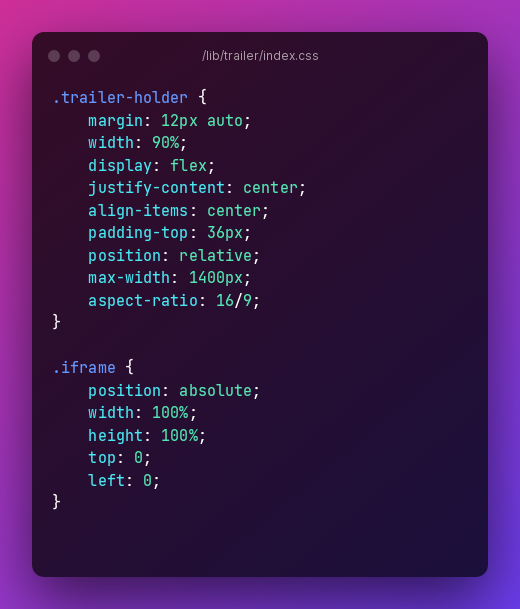 /lib/trailer/index.css
.trailer-holder {
    margin: 12px auto;
    width: 90%;
    display: flex;
    justify-content: center;
    align-items: center;
    padding-top: 36px;
    position: relative;
    max-width: 1400px;
    aspect-ratio: 16/9;
}

.iframe {
    position: absolute;
    width: 100%;
    height: 100%;
    top: 0;
    left: 0;
}